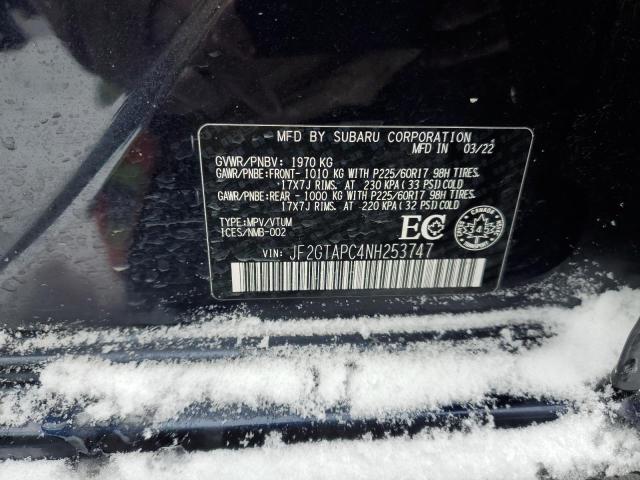 MFD BY SUBARU CORPORATION
MFD IN 03/22
GVWR/PNBV: 1970 KG
GAWR/PNBE:FRONT- 1010 KG WITH P225/60R17 98H TIRES,
17X7J RIMS. AT 230 KPA (33 PSI)COLD
GAWR/PNBE:REAR - 1000 KG WITH P225/60R17 98H TIRES,
17X7J RIMS. AT 220 KPA (32 PSI)COLD
TYPE:MPV/VTUM
ICES/NMB-002
EC
CANADA
VIN: JF2GTAPC4NH253747